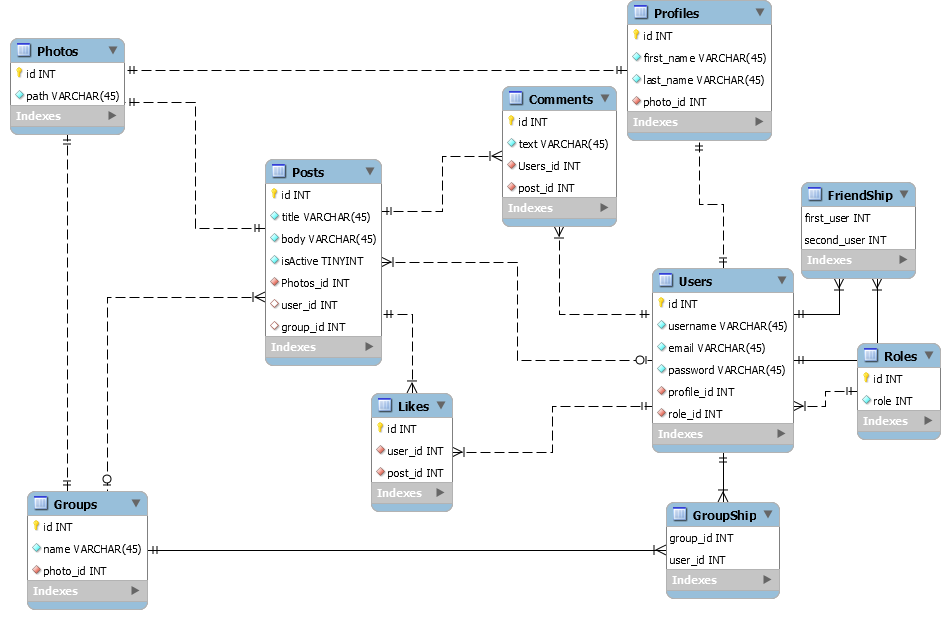 Photos
id INT
path VARCHAR(45)
Indexes
Profiles
id INT
first_name VARCHAR(45)
last_name VARCHAR(45)
photo_id INT
Indexes
Comments
id INT
text VARCHAR(45)
Users_id INT
post_id INT
Indexes
Posts
id INT
title VARCHAR(45)
body VARCHAR(45)
isActive TINYINT
Photos_id INT
user_id INT
group_id INT
Indexes
FriendShip
first_user INT
second_user INT
Indexes
Users
id INT
username VARCHAR(45)
email VARCHAR(45)
password VARCHAR(45)
profile_id INT
role_id INT
Indexes
Roles
id INT
role INT
Indexes
Likes
id INT
user_id INT
post_id INT
Indexes
Groups
id INT
name VARCHAR(45)
photo_id INT
Indexes
GroupShip
group_id INT
user_id INT
Indexes